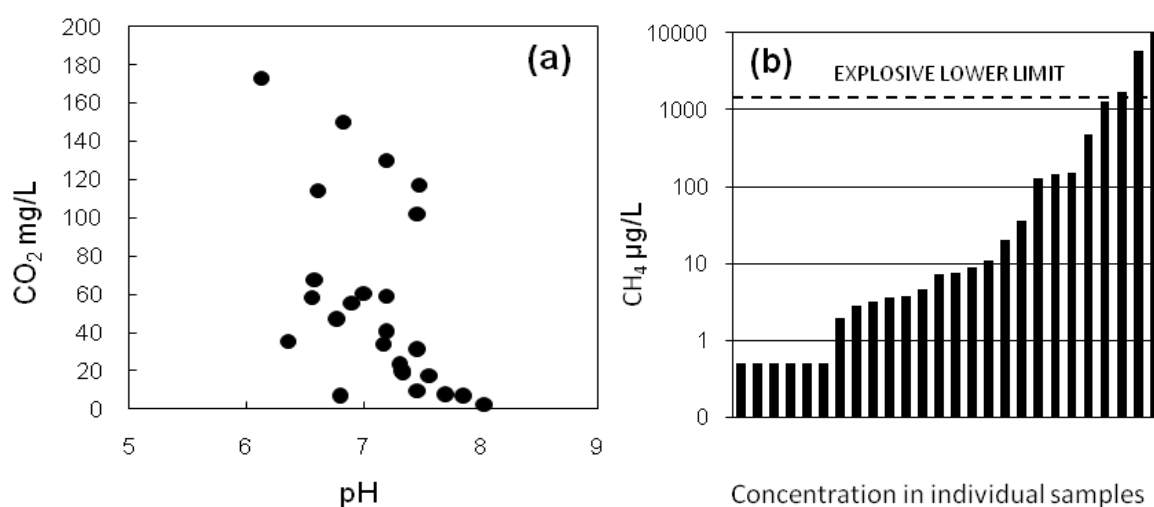 (a)
200
180
160
140
120
100
80
60
40
20
0
CO₂ mg/L
5 6 7 8 9
pH
(b)
EXPLOSIVE LOWER LIMIT
10000
1000
100
10
1
0
CH₄ µg/L
Concentration in individual samples